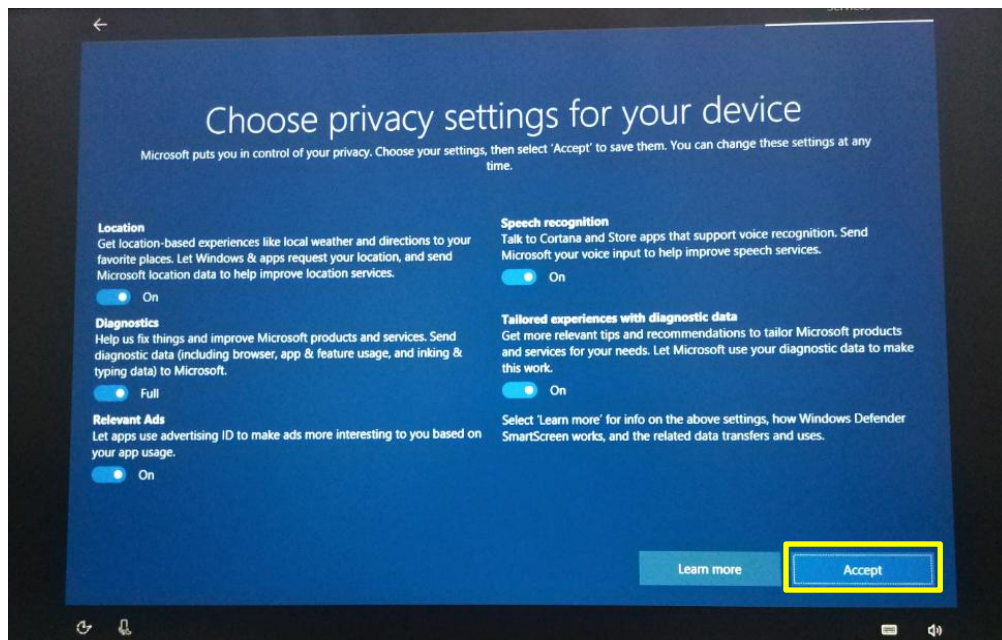 Services
Choose privacy settings for your device
Microsoft puts you in control of your privacy. Choose your settings, then select 'Accept' to save them. You can change these settings at any
time.
Location
Get location-based experiences like local weather and directions to your
favorite places. Let Windows & apps request your location, and send
Microsoft location data to help improve location services.
On
Diagnostics
Help us fix things and improve Microsoft products and services. Send
diagnostic data (including browser, app & feature usage, and inking &
typing data) to Microsoft.
Full
Relevant Ads
Let apps use advertising ID to make ads more interesting to you based on
your app usage.
On
Speech recognition
Talk to Cortana and Store apps that support voice recognition. Send
Microsoft your voice input to help improve speech services.
On
Tailored experiences with diagnostic data
Get more relevant tips and recommendations to tailor Microsoft products
and services for your needs. Let Microsoft use your diagnostic data to make
this work.
On
Select 'Learn more' for info on the above settings, how Windows Defender
SmartScreen works, and the related data transfers and uses.
Learn more
Accept